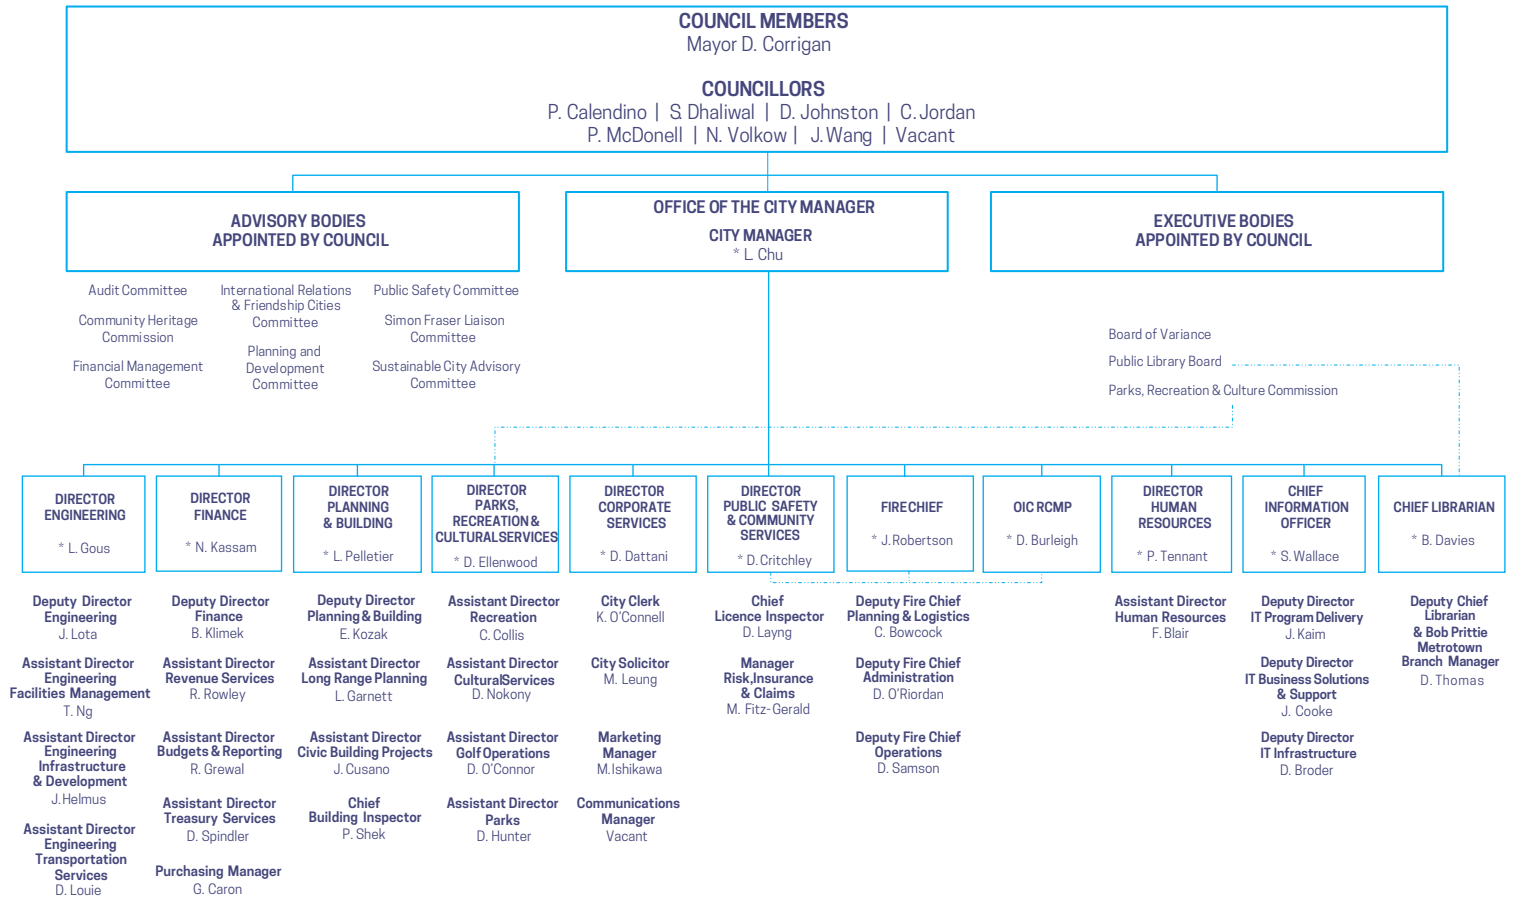 COUNCIL MEMBERS
Mayor D. Corrigan
COUNCILLORS
P. Calendino | S. Dhaliwal | D. Johnston | C. Jordan
P. McDonell | N. Volkow | J. Wang | Vacant
ADVISORY BODIES
APPOINTED BY COUNCIL
OFFICE OF THE CITY MANAGER
CITY MANAGER
* L. Chu
EXECUTIVE BODIES
APPOINTED BY COUNCIL
Audit Committee
Community Heritage
Commission
Financial Management
Committee
International Relations
& Friendship Cities
Committee
Planning and
Development
Committee
Public Safety Committee
Simon Fraser Liaison
Committee
Sustainable City Advisory
Committee
Board of Variance
Public Library Board
Parks, Recreation & Culture Commission
DIRECTOR
ENGINEERING
* L. Gous
DIRECTOR
FINANCE
* N. Kassam
DIRECTOR
PLANNING
& BUILDING
* L. Pelletier
DIRECTOR
PARKS,
RECREATION &
CULTURAL SERVICES
* D. Ellenwood
DIRECTOR
CORPORATE
SERVICES
* D. Dattani
DIRECTOR
PUBLIC SAFETY
& COMMUNITY
SERVICES
* D. Critchley
FIRE CHIEF
* J. Robertson
OIC RCMP
* D. Burleigh
DIRECTOR
HUMAN
RESOURCES
* P. Tennant
CHIEF
INFORMATION
OFFICER
* S. Wallace
CHIEF LIBRARIAN
* B. Davies
Deputy Director
Engineering
J. Lota
Assistant Director
Engineering
Facilities Management
T. Ng
Assistant Director
Engineering
Infrastructure
& Development
J. Helmus
Assistant Director
Engineering
Transportation
Services
D. Louie
Deputy Director
Finance
B. Klimek
Assistant Director
Revenue Services
R. Rowley
Assistant Director
Budgets & Reporting
R. Grewal
Assistant Director
Treasury Services
D. Spindler
Purchasing Manager
G. Caron
Deputy Director
Planning & Building
E. Kozak
Assistant Director
Long Range Planning
L. Garnett
Assistant Director
Civic Building Projects
J. Cusano
Chief
Building Inspector
P. Shek
Assistant Director
Recreation
C. Collis
Assistant Director
Cultural Services
D. Nokony
Assistant Director
Golf Operations
D. O'Connor
Assistant Director
Parks
D. Hunter
City Clerk
K. O'Connell
City Solicitor
M. Leung
Marketing
Manager
M. Ishikawa
Communications
Manager
Vacant
Chief
Licence Inspector
D. Layng
Manager
Risk, Insurance
& Claims
M. Fitz-Gerald
Deputy Fire Chief
Planning & Logistics
C. Bowcock
Deputy Fire Chief
Administration
D. O'Riordan
Deputy Fire Chief
Operations
D. Samson
Assistant Director
Human Resources
F. Blair
Deputy Director
IT Program Delivery
J. Kaim
Deputy Director
IT Business Solutions
& Support
J. Cooke
Deputy Director
IT Infrastructure
D. Broder
Deputy Chief
Librarian
& Bob Prittie
Metrotown
Branch Manager
D. Thomas